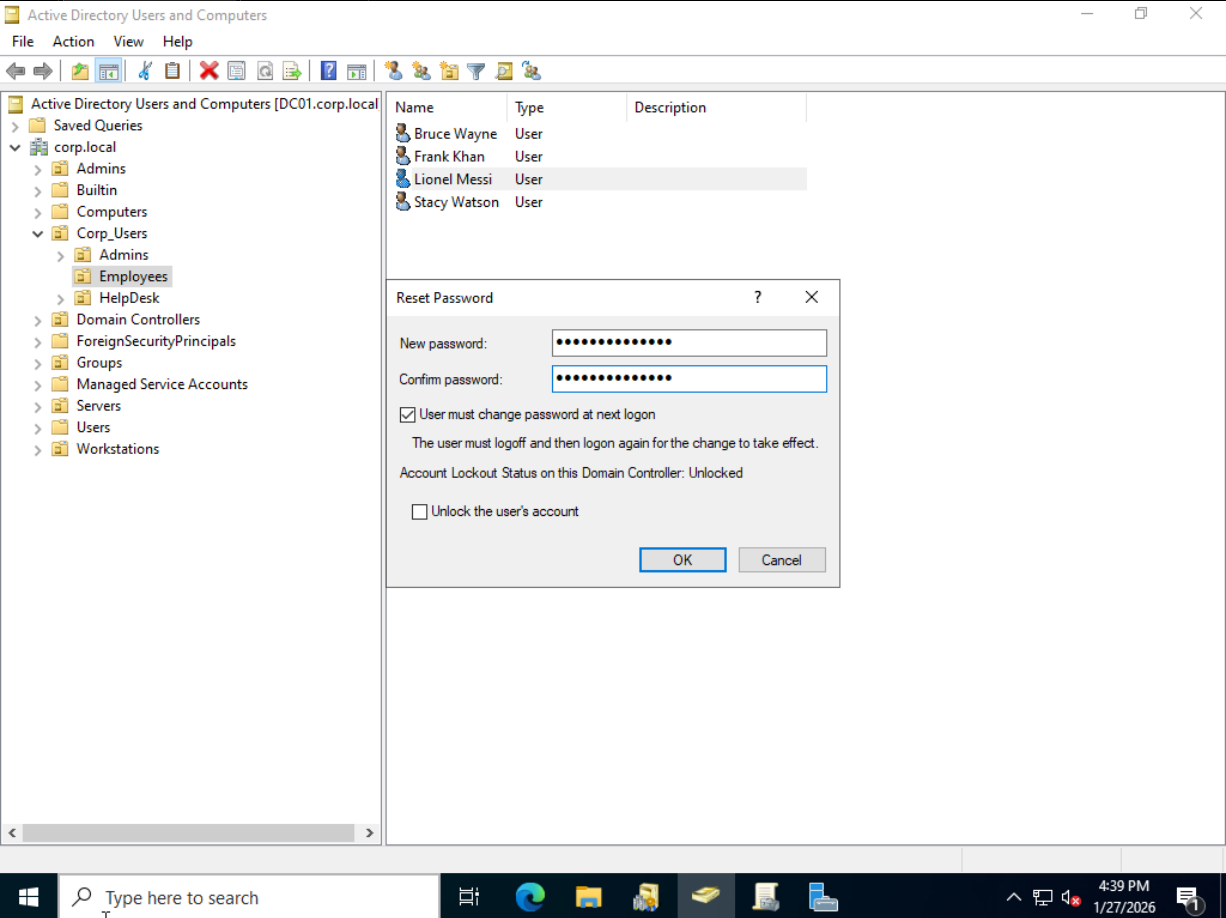 Active Directory Users and Computers
File Action View Help
Active Directory Users and Computers [DC01.corp.local]
Saved Queries
corp.local
Admins
Builtin
Computers
Corp_Users
Admins
Employees
HelpDesk
Domain Controllers
ForeignSecurityPrincipals
Groups
Managed Service Accounts
Servers
Users
Workstations
Name Type Description
Bruce Wayne User
Frank Khan User
Lionel Messi User
Stacy Watson User
Reset Password
New password: ••••••••••••••
Confirm password: ••••••••••••••
User must change password at next logon
The user must logoff and then logon again for the change to take effect.
Account Lockout Status on this Domain Controller: Unlocked
Unlock the user's account
OK Cancel
Type here to search
4:39 PM
1/27/2026
1